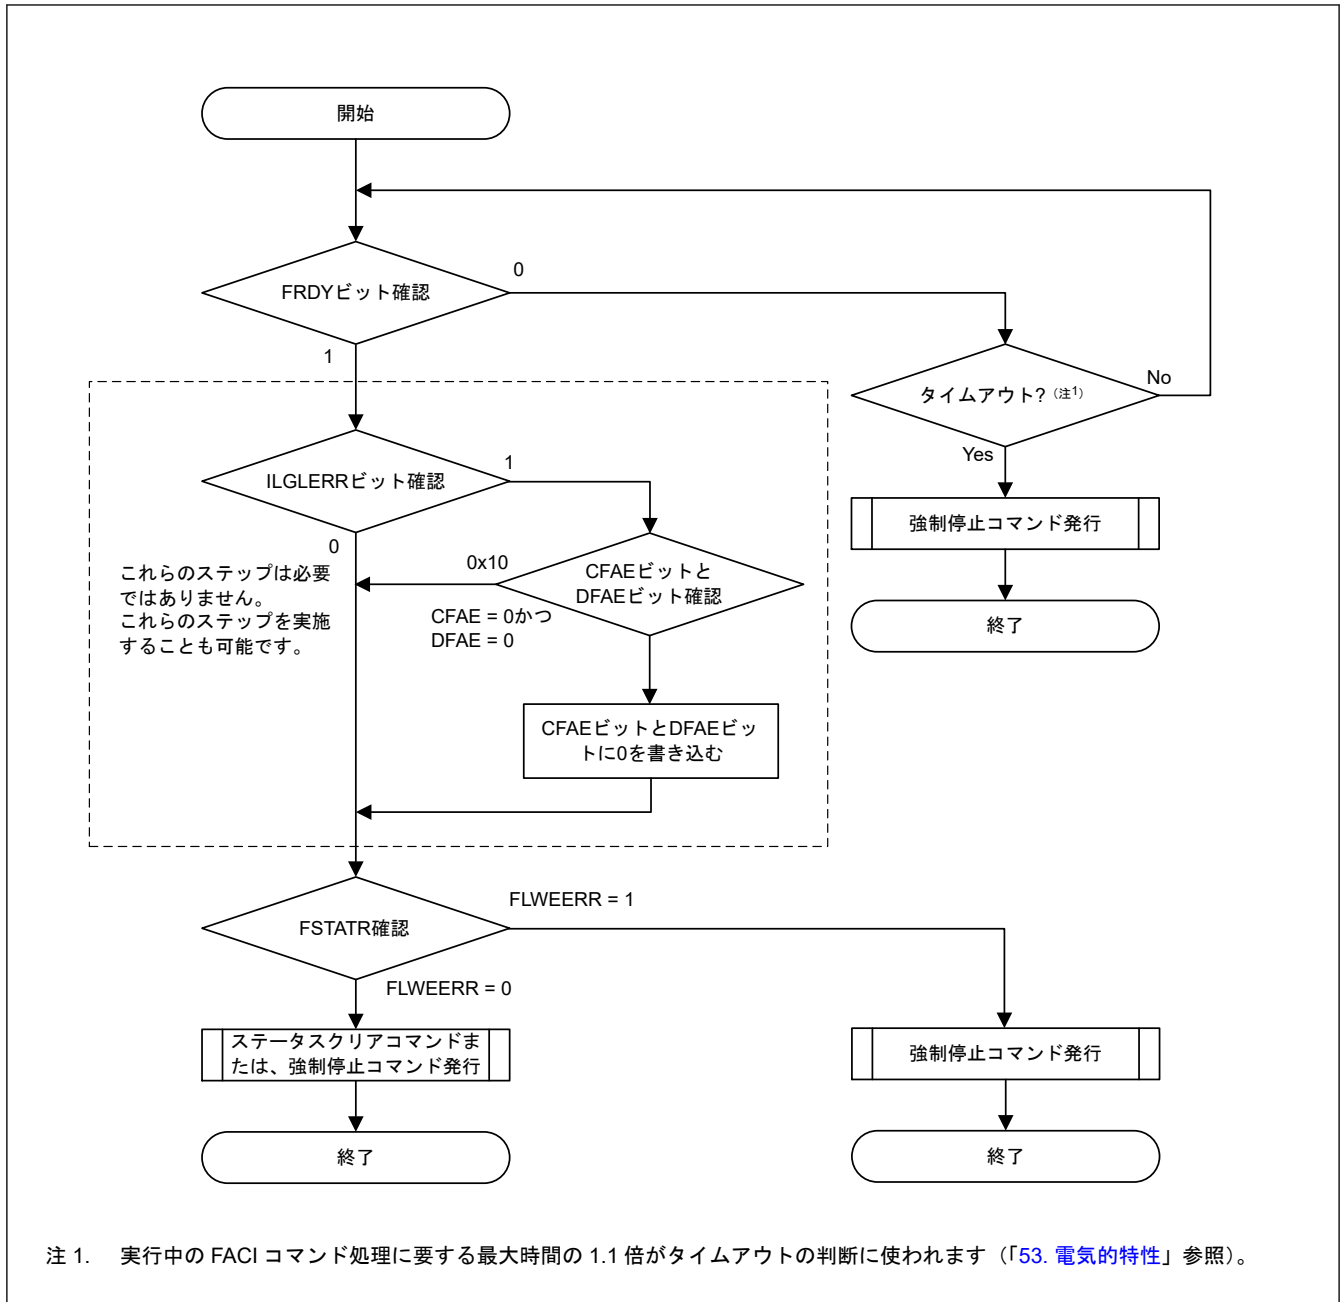 開始
FRDYビット確認
0
1
タイムアウト? (注1)
No
Yes
強制停止コマンド発行
終了
ILGLERRビット確認
1
0
これらのステップは必要
ではありません。
これらのステップを実施
することも可能です。
0x10
CFAEビットと
DFAEビット確認
CFAE = 0かつ
DFAE = 0
CFAEビットとDFAEビッ
トに0を書き込む
FSTATR確認
FLWEERR = 1
FLWEERR = 0
ステータスクリアコマンドま
たは、強制停止コマンド発行
強制停止コマンド発行
終了
終了
注 1. 実行中の FACI コマンド処理に要する最大時間の 1.1 倍がタイムアウトの判断に使われます（「53. 電気的特性」参照）。